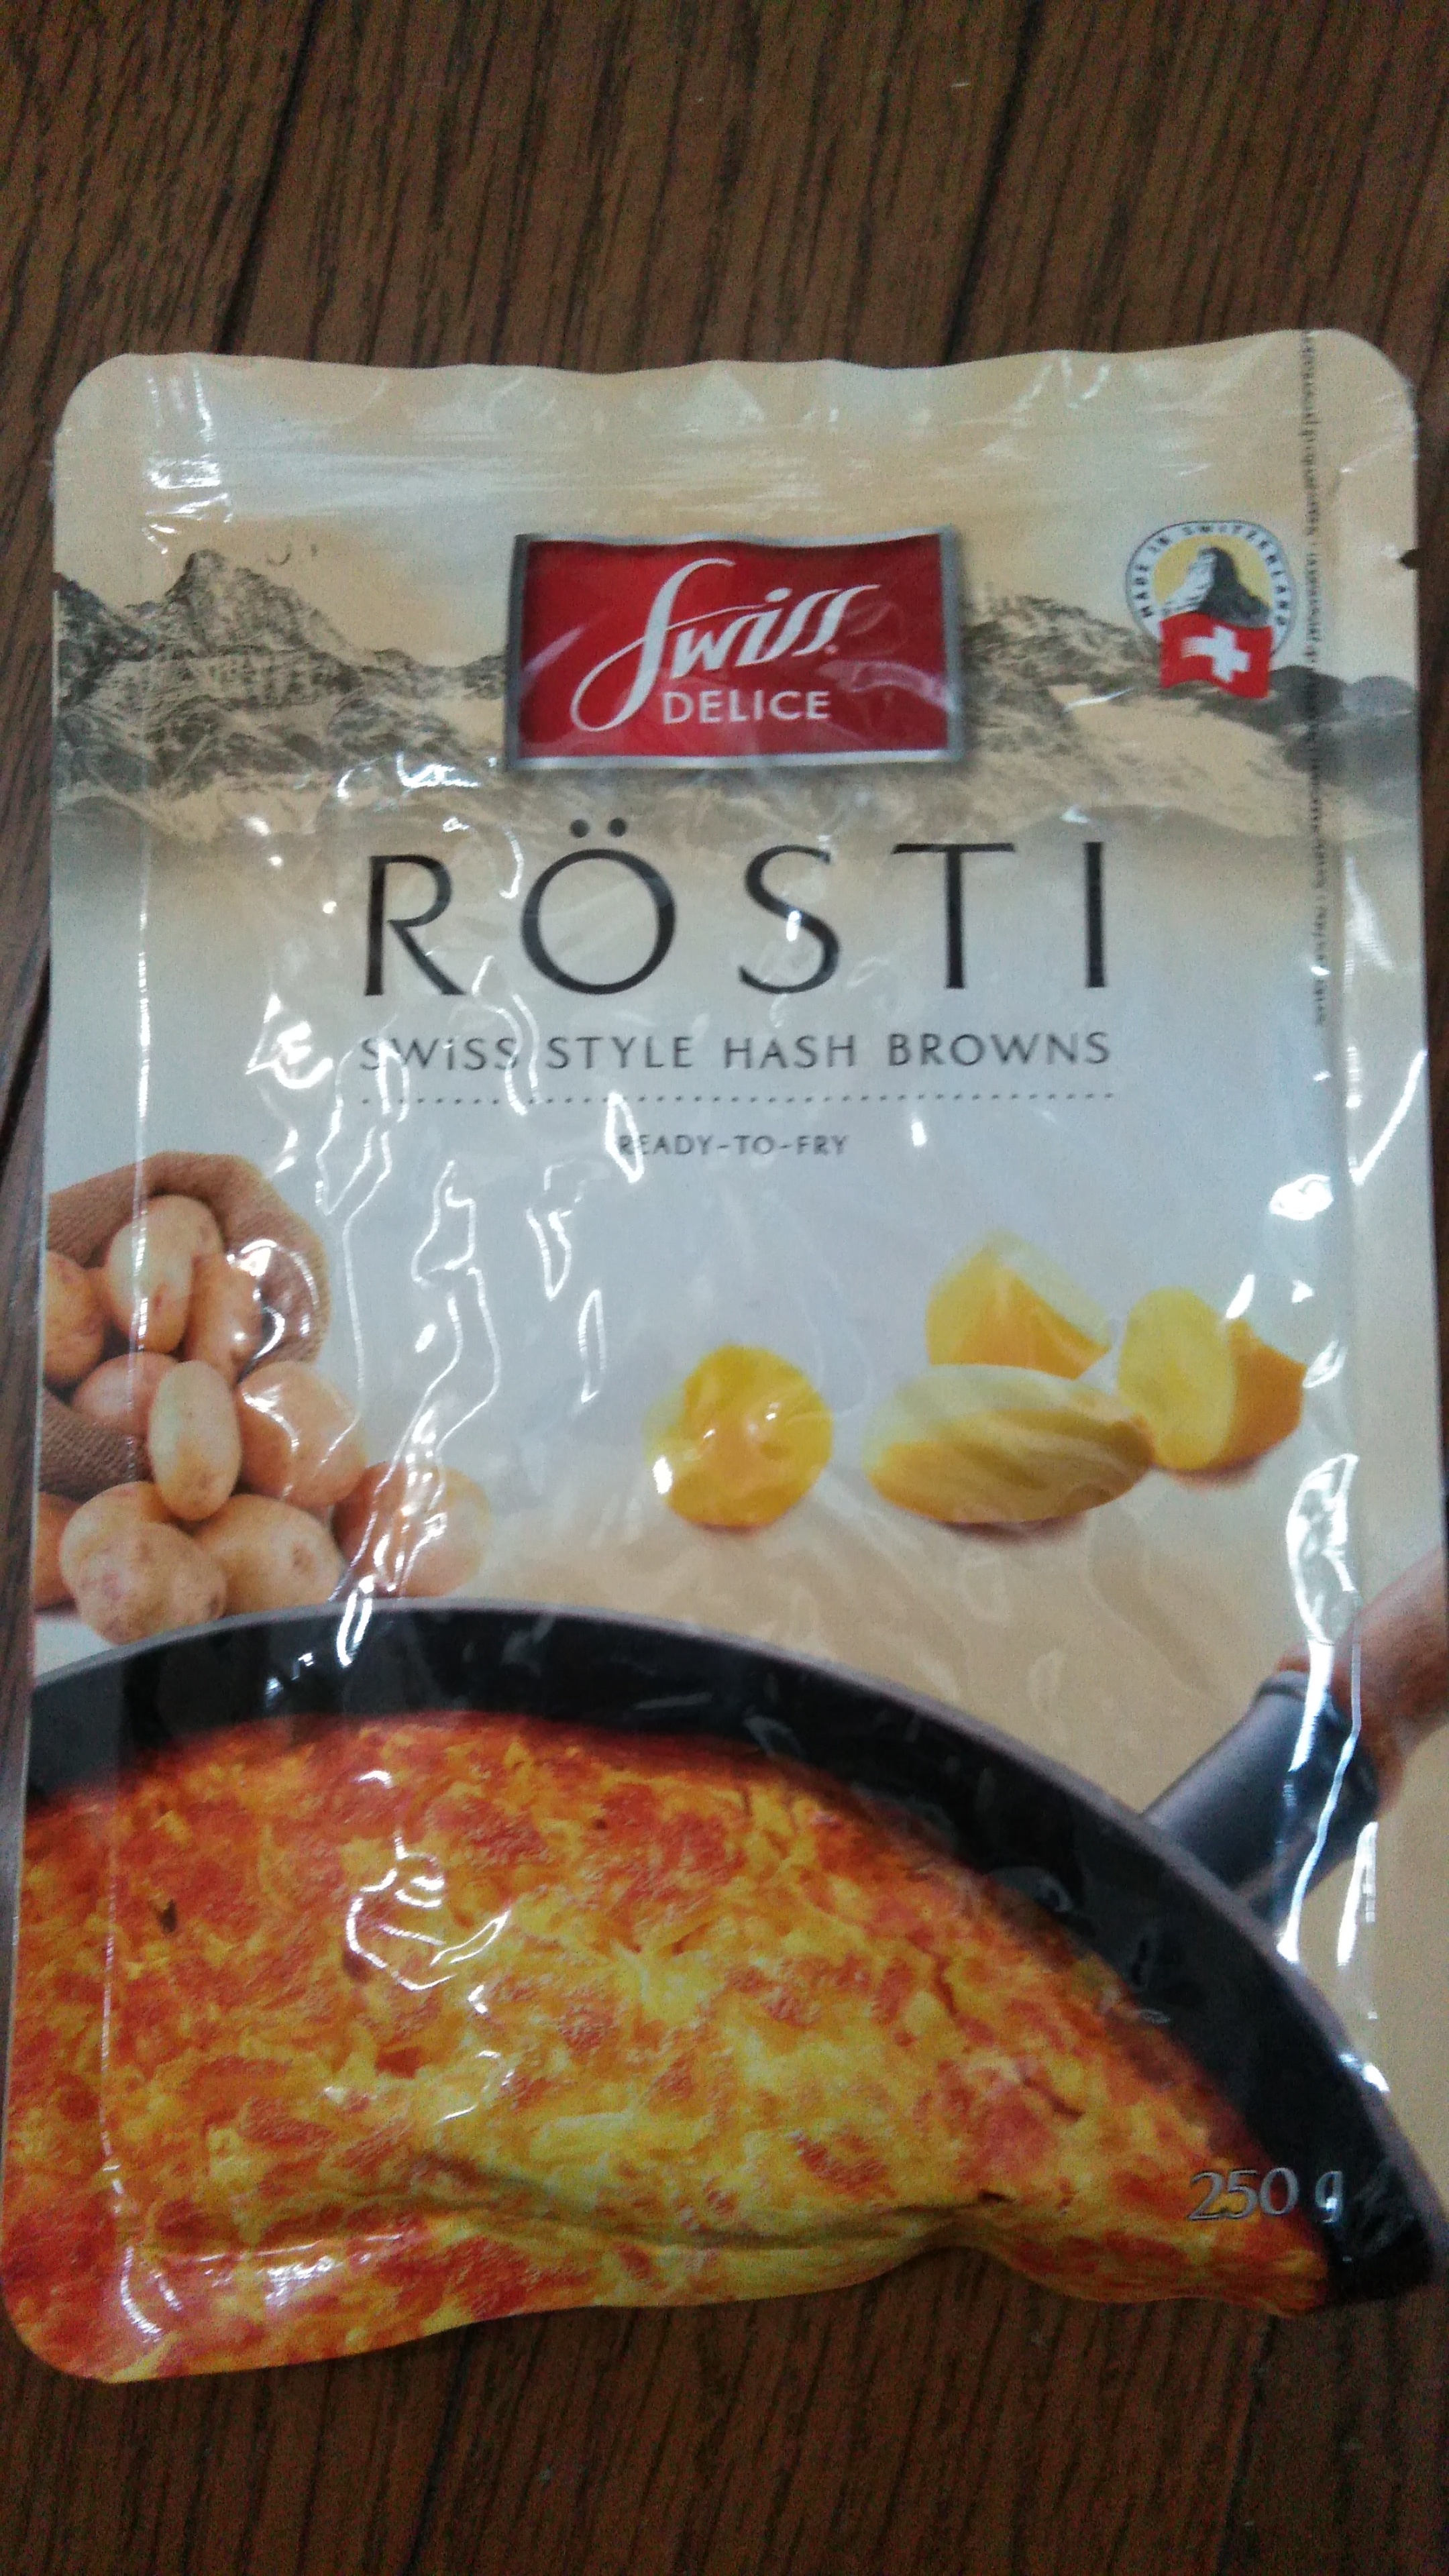 Swiss
DELICE
MADE IN SWITZERLAND
RÖSTI
SWiSS STYLE HASH BROWNS
READY-TO-FRY
250 g